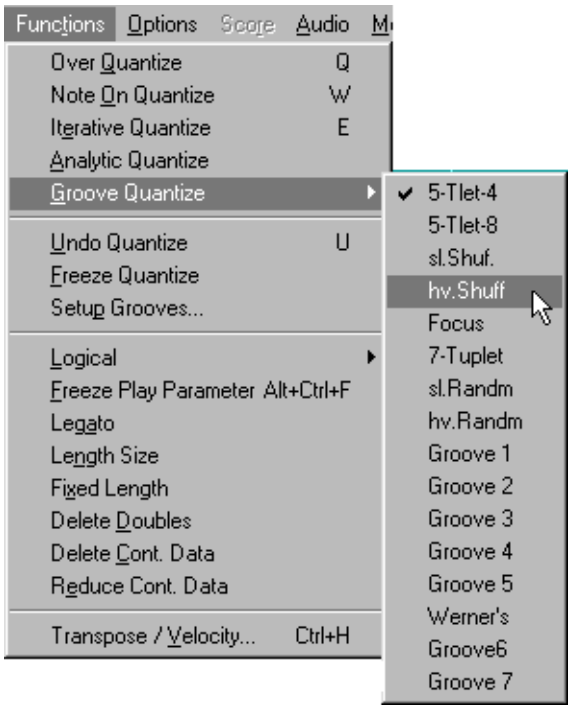 Functions Options Score Audio M
Over Quantize Q
Note On Quantize W
Iterative Quantize E
Analytic Quantize
Groove Quantize
Undo Quantize U
Freeze Quantize
Setup Grooves...
Logical
Freeze Play Parameter Alt+Ctrl+F
Legato
Length Size
Fixed Length
Delete Doubles
Delete Cont. Data
Reduce Cont. Data
Transpose / Velocity... Ctrl+H
5-Tlet-4
5-Tlet-8
sl.Shuf.
hv.Shuff
Focus
7-Tuplet
sl.Randm
hv.Randm
Groove 1
Groove 2
Groove 3
Groove 4
Groove 5
Werner's
Groove6
Groove 7